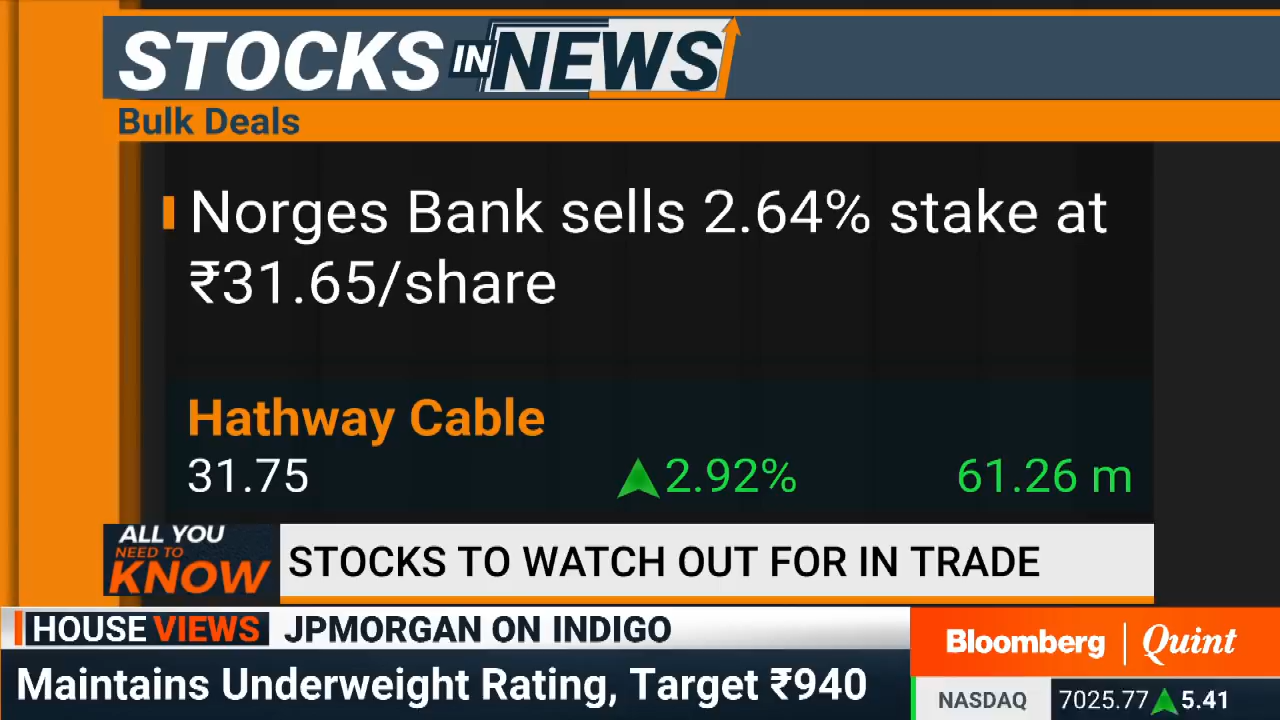 STOCKS IN NEWS
Bulk Deals
Norges Bank sells 2.64% stake at
₹31.65/share
Hathway Cable
31.75 ▲2.92% 61.26 m
ALL YOU
NEED TO
KNOW
STOCKS TO WATCH OUT FOR IN TRADE
HOUSE VIEWS JPMORGAN ON INDIGO
Maintains Underweight Rating, Target ₹940
Bloomberg | Quint
NASDAQ 7025.77 ▲5.41